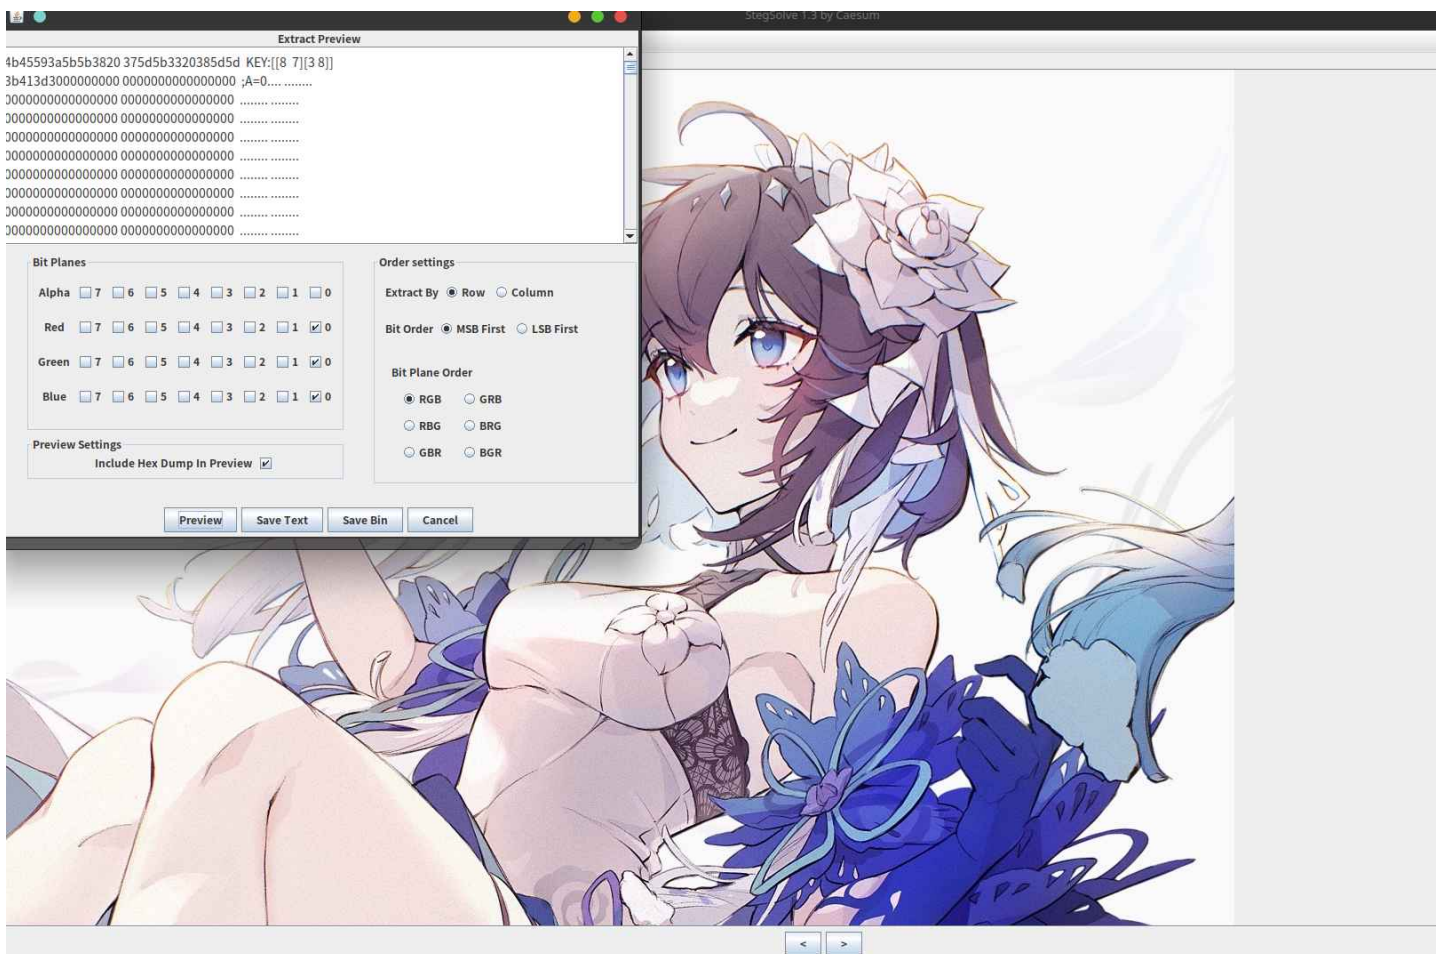 StegSolve 1.3 by Caesum
Extract Preview
4b45593a5b5b3820 375d5b3320385d5d KEY:[[8 7][3 8]]
3b413d3000000000 0000000000000000 ;A=0.... ........
0000000000000000 0000000000000000 ........ ........
0000000000000000 0000000000000000 ........ ........
0000000000000000 0000000000000000 ........ ........
0000000000000000 0000000000000000 ........ ........
0000000000000000 0000000000000000 ........ ........
0000000000000000 0000000000000000 ........ ........
0000000000000000 0000000000000000 ........ ........
0000000000000000 0000000000000000 ........ ........
Bit Planes
Alpha 7 6 5 4 3 2 1 0
Red 7 6 5 4 3 2 1 0
Green 7 6 5 4 3 2 1 0
Blue 7 6 5 4 3 2 1 0
Preview Settings
Include Hex Dump In Preview
Order settings
Extract By Row Column
Bit Order MSB First LSB First
Bit Plane Order
RGB GRB
RBG BRG
GBR BGR
Preview Save Text Save Bin Cancel
< >